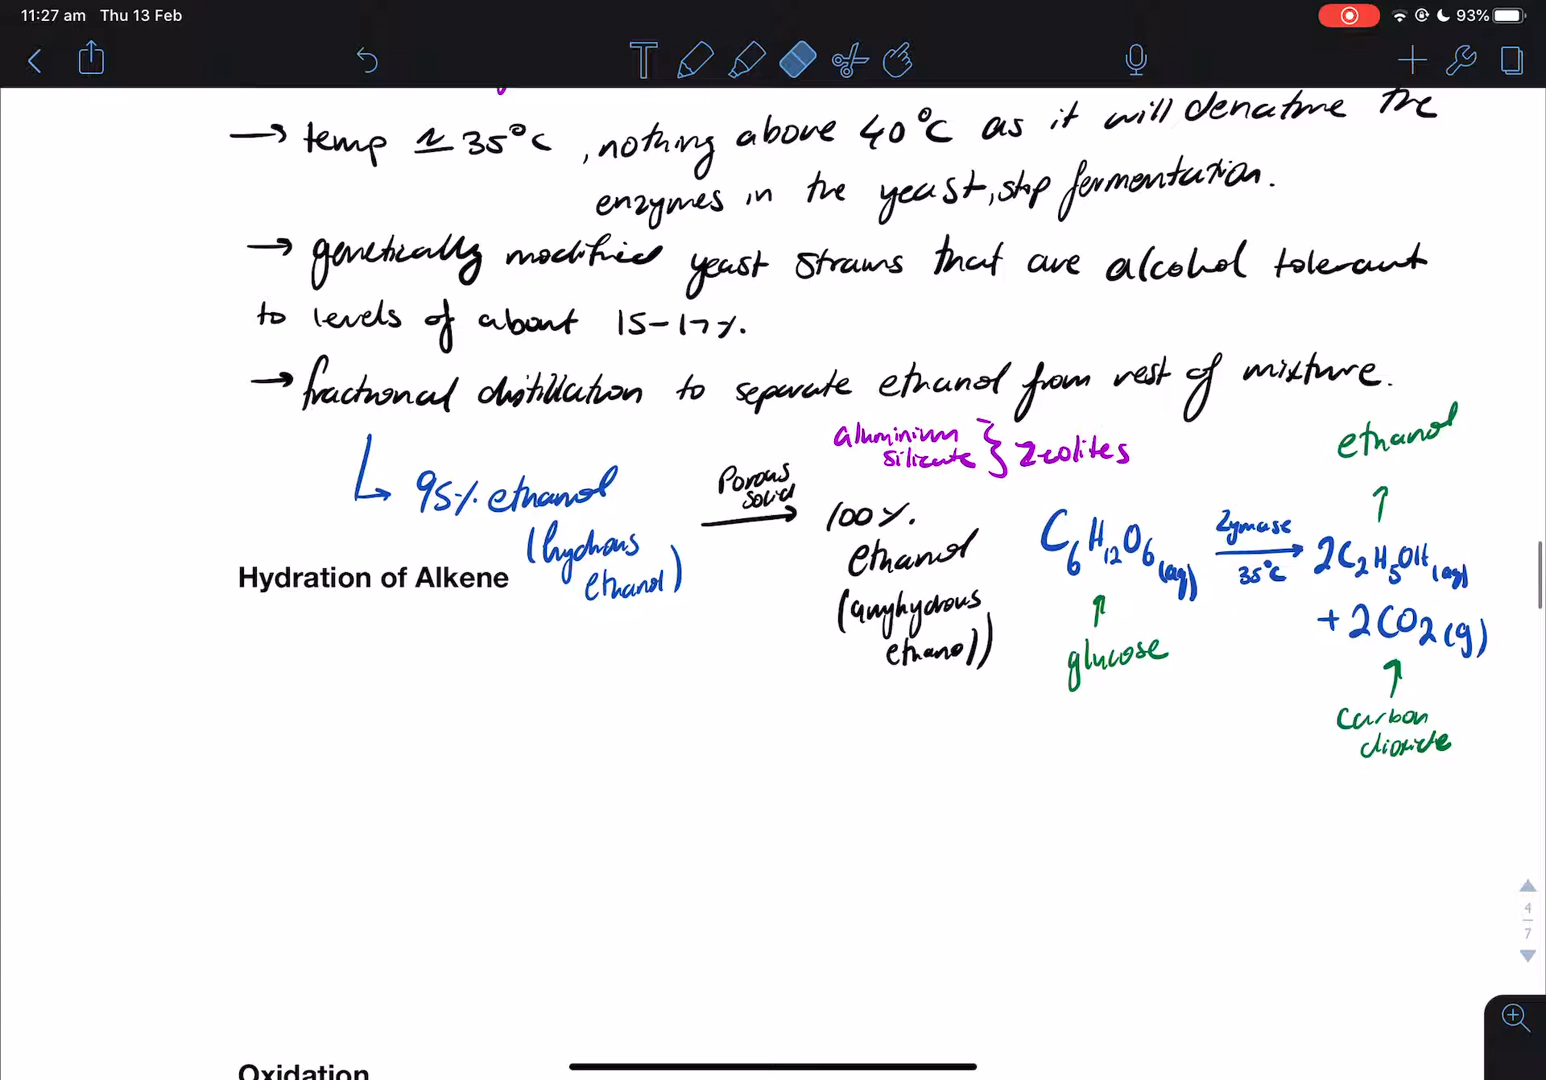 11:27 am Thu 13 Feb
93%
→ temp ≃ 35°C, nothing above 40°C as it will denature the
enzymes in the yeast, stop fermentation.
→ genetically modified yeast strains that are alcohol tolerant
to levels of about 15-17%.
→ fractional distillation to separate ethanol from rest of mixture.
↳ 95% ethanol
(hydrous
ethanol)
Porous
solid
aluminium
silicate } Zeolites
100%
ethanol
(anyhydrous
ethanol))
C6H12O6(aq)
↑
glucose
Zymase
→
35°C
ethanol
↑
2C2H5OH(aq)
+ 2CO2(g)
↑
carbon
dioxide
Hydration of Alkene
4
7
Oxidation